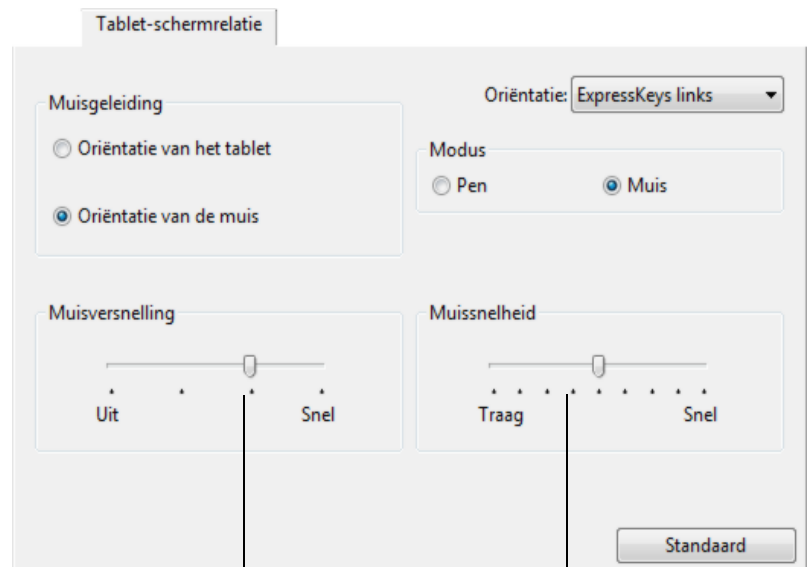 Tablet-schermrelatie
Oriëntatie: ExpressKeys links
Muisgeleiding
Oriëntatie van het tablet
Oriëntatie van de muis
Modus
Pen Muis
Muisversnelling
Uit Snel
Muissnelheid
Traag Snel
Standaard